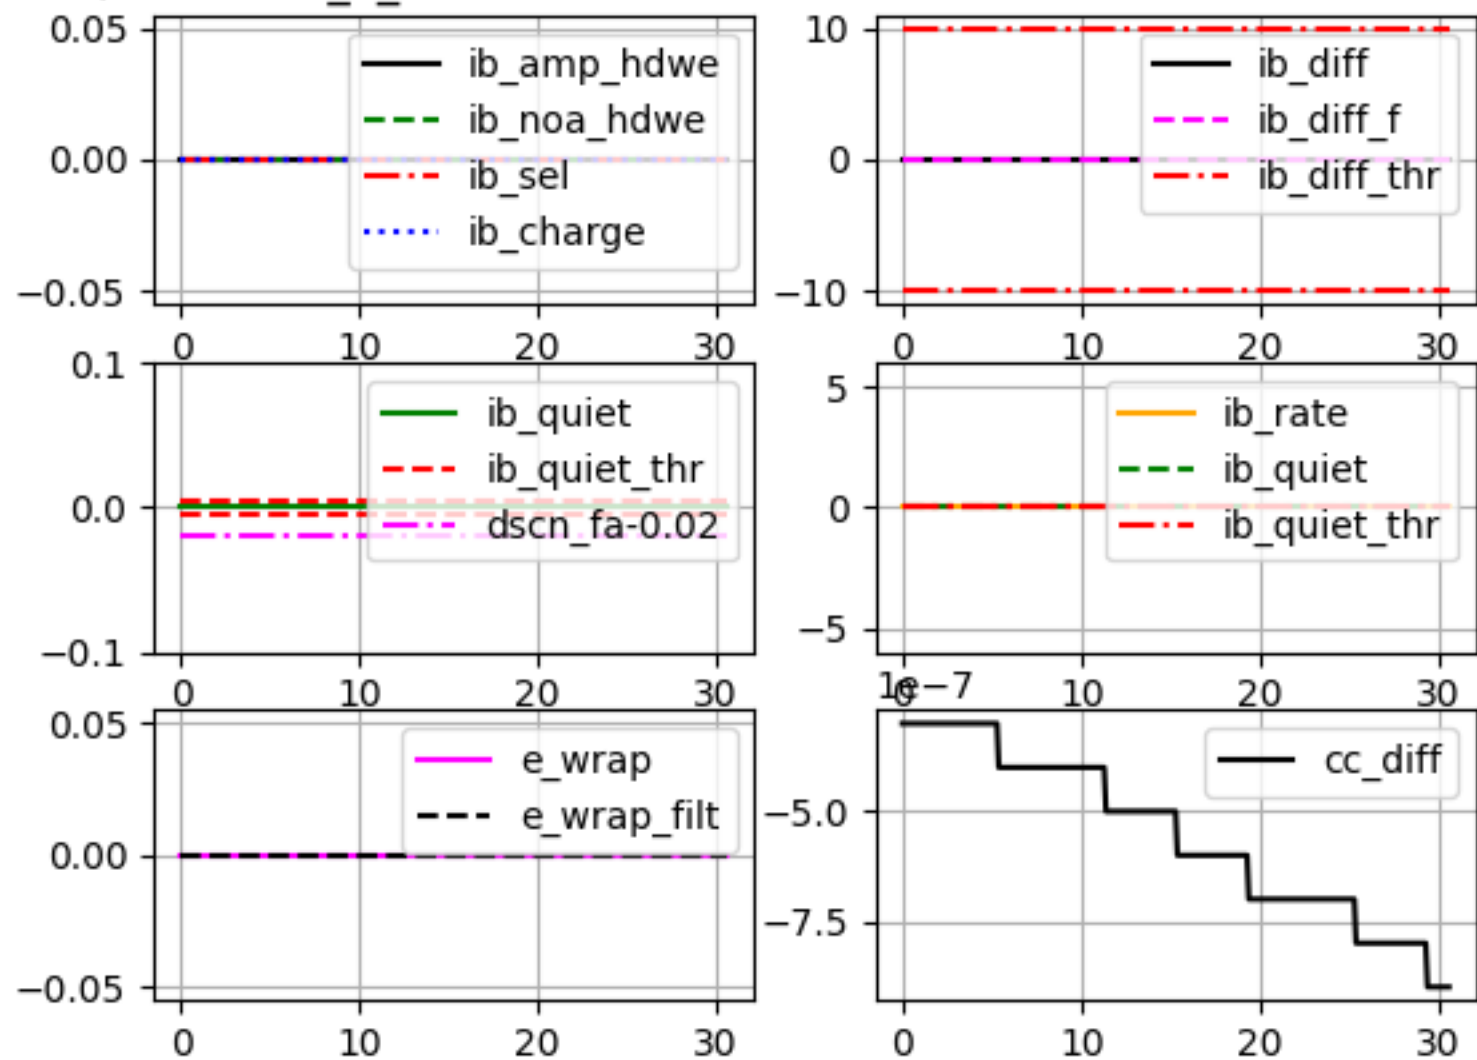 0.05
ib_amp_hdwe
ib_noa_hdwe
0.00
ib_sel
ib_charge
−0.05
0 10 20 30
10
ib_diff
ib_diff_f
0
ib_diff_thr
−10
0 10 20 30
0.1
ib_quiet
ib_quiet_thr
0.0
dscn_fa-0.02
−0.1
0 10 20 30
5
ib_rate
ib_quiet
0
ib_quiet_thr
−5
0 10 20 30
0.05
e_wrap
e_wrap_filt
0.00
−0.05
0 10 20 30
1e−7
cc_diff
−5.0
−7.5
0 10 20 30